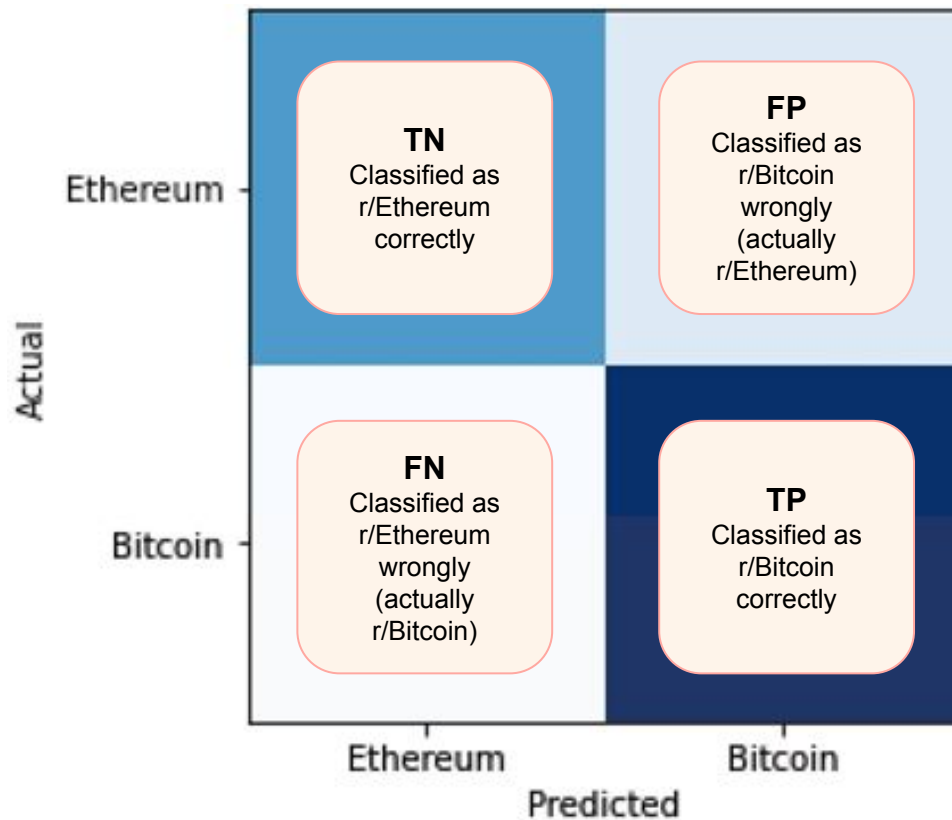 TN
Classified as
r/Ethereum
correctly
FP
Classified as
r/Bitcoin
wrongly
(actually
r/Ethereum)
Ethereum
Actual
FN
Classified as
r/Ethereum
wrongly
(actually
r/Bitcoin)
TP
Classified as
r/Bitcoin
correctly
Bitcoin
Ethereum
Bitcoin
Predicted